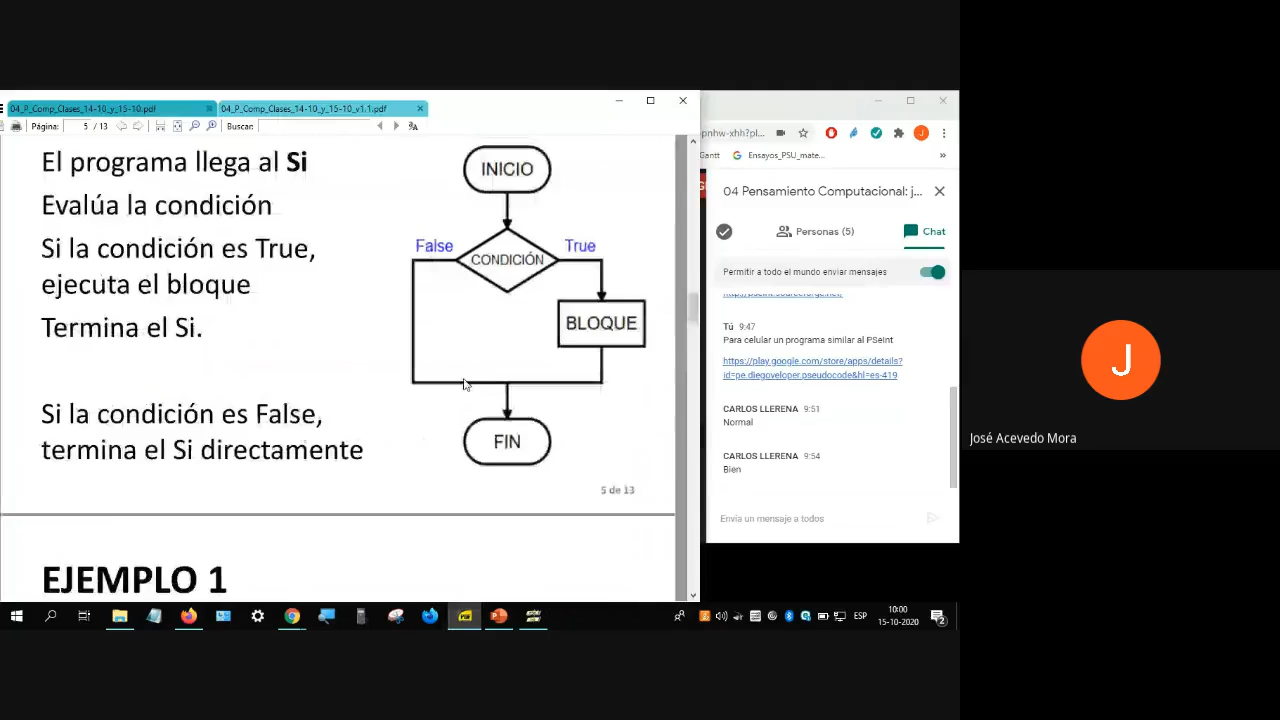 04_P_Comp_Clases_14-10_y_15-10.pdf
04_P_Comp_Clases_14-10_y_15-10_v1.1.pdf
Página: 5 / 13
Buscar:
El programa llega al Si
Evalúa la condición
Si la condición es True,
ejecuta el bloque
Termina el Si.
Si la condición es False,
termina el Si directamente
INICIO
False
True
CONDICIÓN
BLOQUE
FIN
5 de 13
EJEMPLO 1
pnhw-xhh?pl...
Gantt
Ensayos_PSU_mate...
04 Pensamiento Computacional: j...
Personas (5)
Chat
Permitir a todo el mundo enviar mensajes
Tú 9:47
Para celular un programa similar al PSeInt
https://play.google.com/store/apps/details?
id=pe.diegoveloper.pseudocode&hl=es-419
CARLOS LLERENA 9:51
Normal
CARLOS LLERENA 9:54
Bien
Envía un mensaje a todos
J
José Acevedo Mora
ESP
10:00
15-10-2020
2